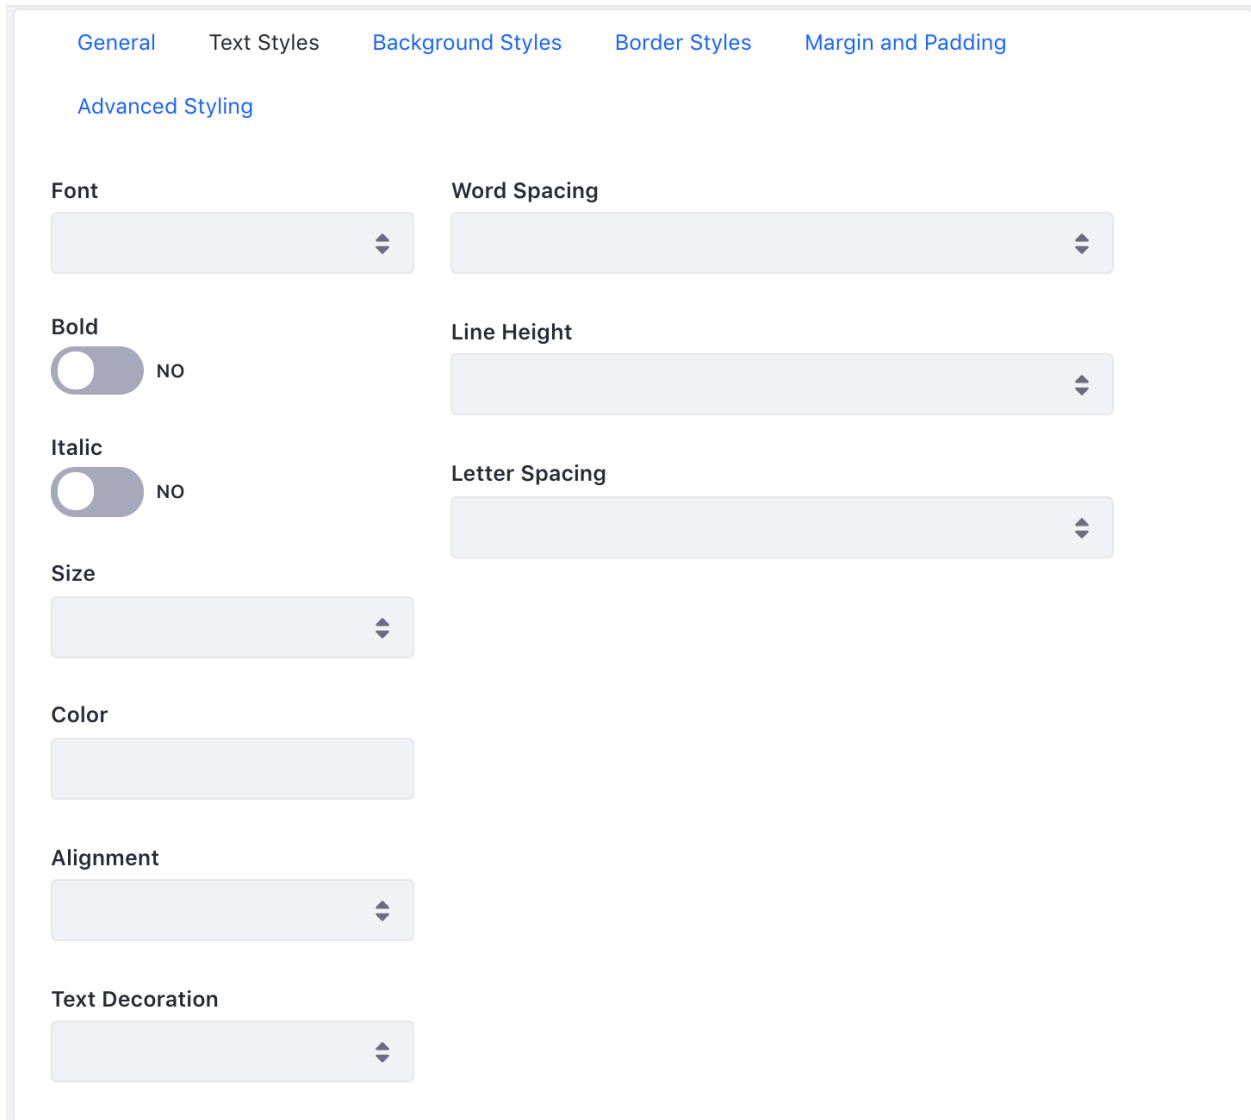 General Text Styles Background Styles Border Styles Margin and Padding
Advanced Styling
Font
Bold
NO
Italic
NO
Size
Color
Alignment
Text Decoration
Word Spacing
Line Height
Letter Spacing